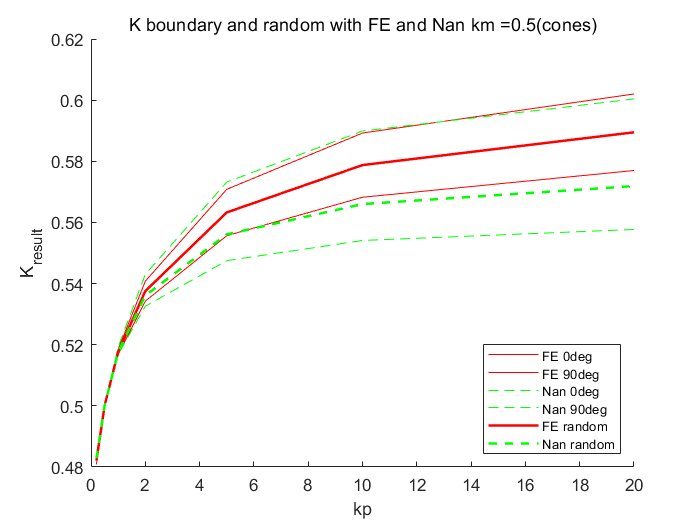 K boundary and random with FE and Nan km =0.5(cones)
0.62
0.6
0.58
0.56
0.54
0.52
0.5
0.48
K_result
0 2 4 6 8 10 12 14 16 18 20
kp
FE 0deg
FE 90deg
Nan 0deg
Nan 90deg
FE random
Nan random